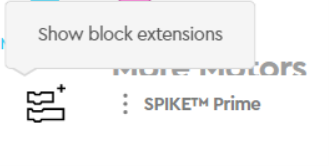 Show block extensions
More Motors
SPIKE™ Prime